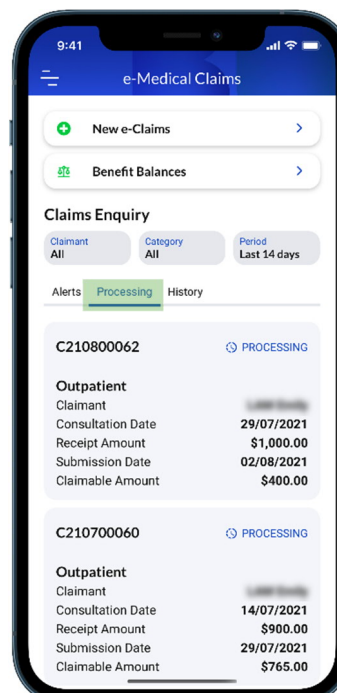 9:41
e-Medical Claims
New e-Claims
Benefit Balances
Claims Enquiry
Claimant Category Period
All All Last 14 days
Alerts Processing History
C210800062 PROCESSING
Outpatient
Claimant
Consultation Date 29/07/2021
Receipt Amount $1,000.00
Submission Date 02/08/2021
Claimable Amount $400.00
C210700060 PROCESSING
Outpatient
Claimant
Consultation Date 14/07/2021
Receipt Amount $900.00
Submission Date 29/07/2021
Claimable Amount $765.00